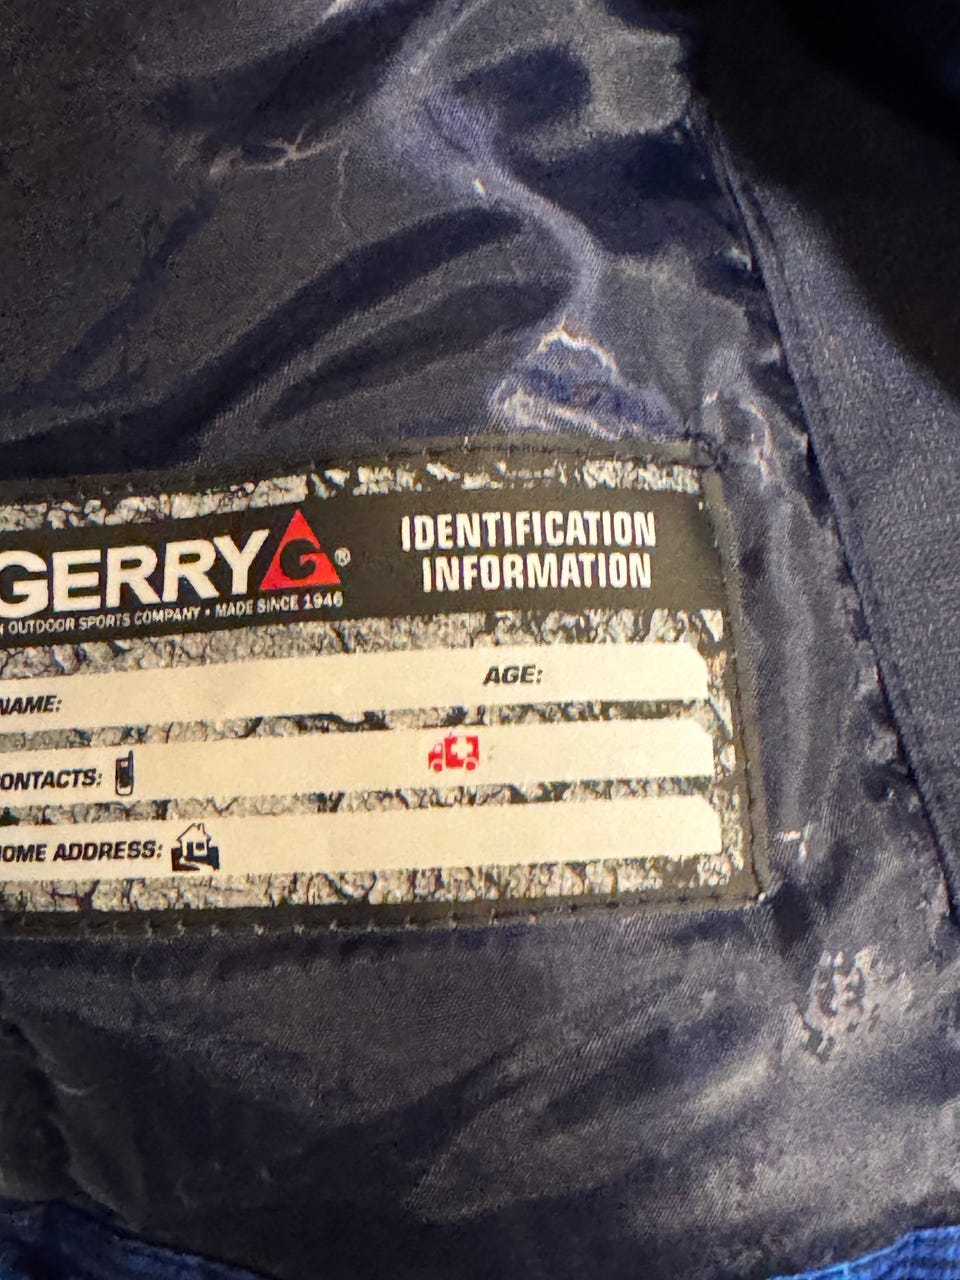 GERRY G®
IDENTIFICATION
INFORMATION
OUTDOOR SPORTS COMPANY • MADE SINCE 1946
NAME:
AGE:
ONTACTS:
OME ADDRESS: